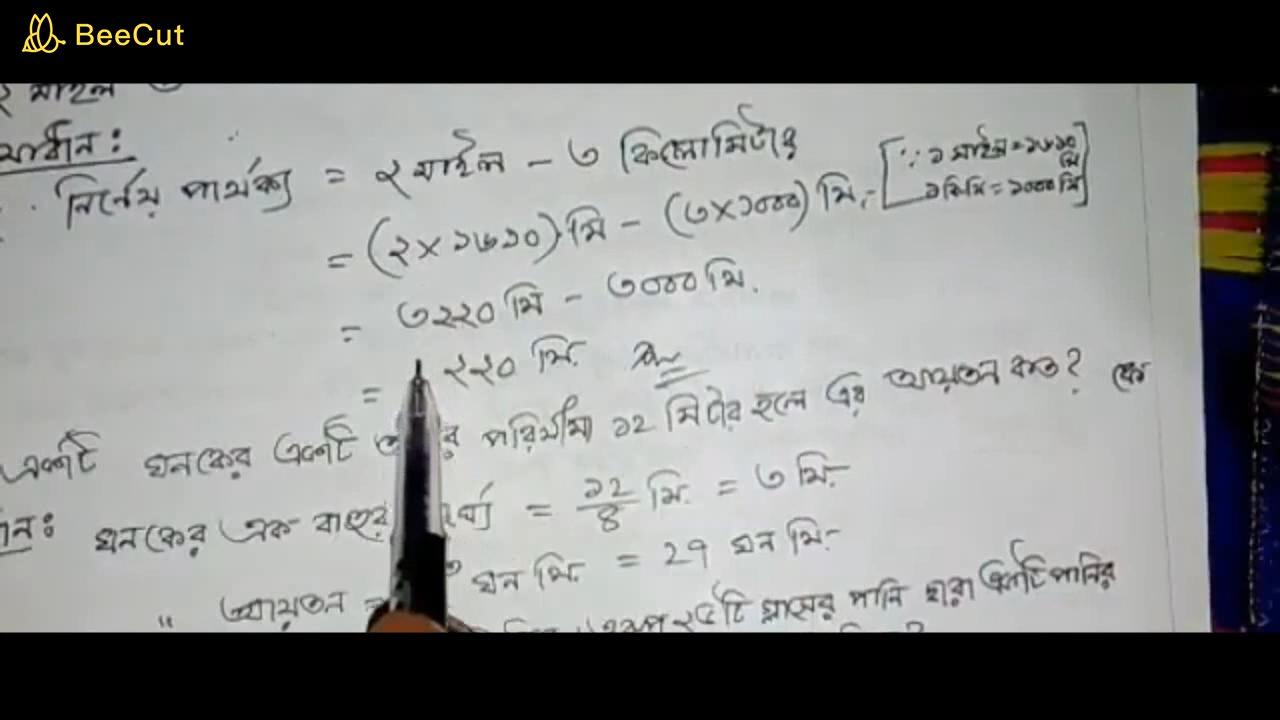 BeeCut
২ মাইল
নির্ণেয় পার্থক্য = ২ মাইল - ৩ কিলোমিটার
= (২ × ১৬১০) মি - (৩×১০০০) মি. [∵ ১ মাইল = ১৬১০ মি
১ কিমি = ১০০০ মি]
= ৩২২০ মি - ৩০০০ মি.
= ২২০ মি.
একটি ঘনকের একটি পরিসীমা ১২ মিটার হলে এর আয়তন কত?
ঘনকের এক বাহুর = ১২/৪ মি. = ৩ মি.
" আয়তন = ঘন মি. = ২৭ ঘন মি.
২৫টি গ্লাসের পানি দ্বারা একটি পানির